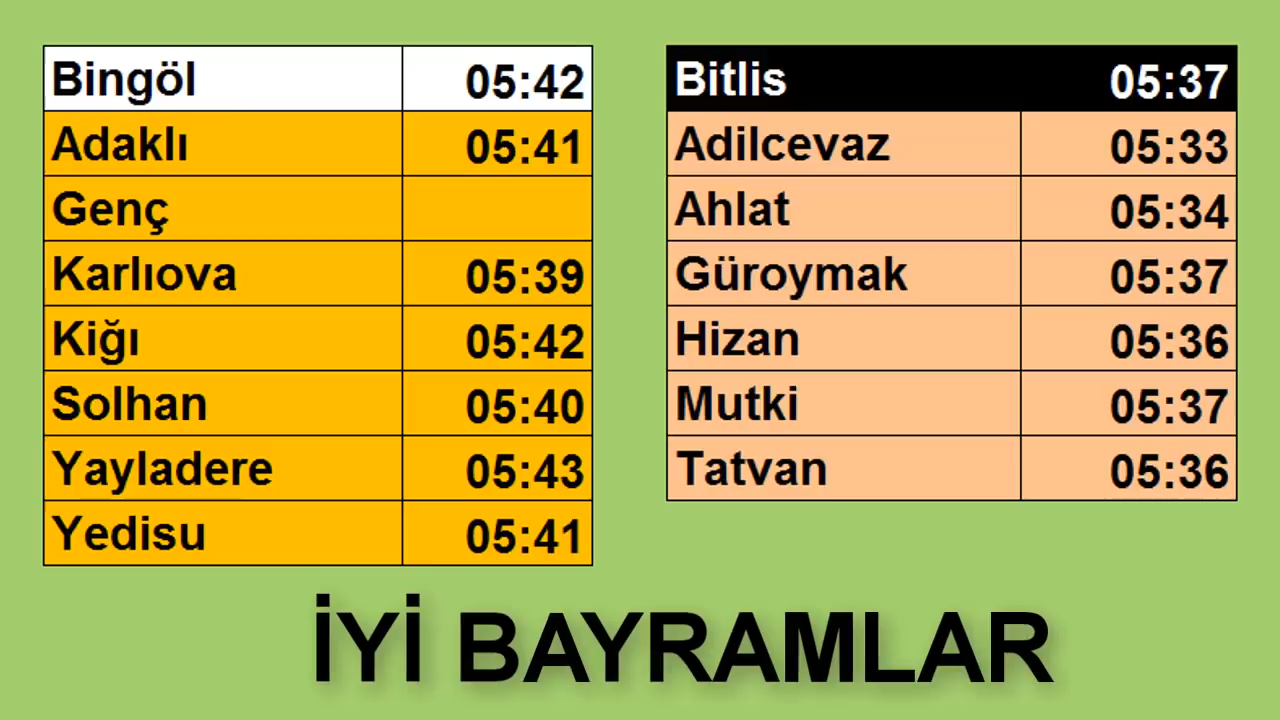 Bingöl 05:42
Adaklı 05:41
Genç
Karlıova 05:39
Kiğı 05:42
Solhan 05:40
Yayladere 05:43
Yedisu 05:41
Bitlis 05:37
Adilcevaz 05:33
Ahlat 05:34
Güroymak 05:37
Hizan 05:36
Mutki 05:37
Tatvan 05:36
İYİ BAYRAMLAR